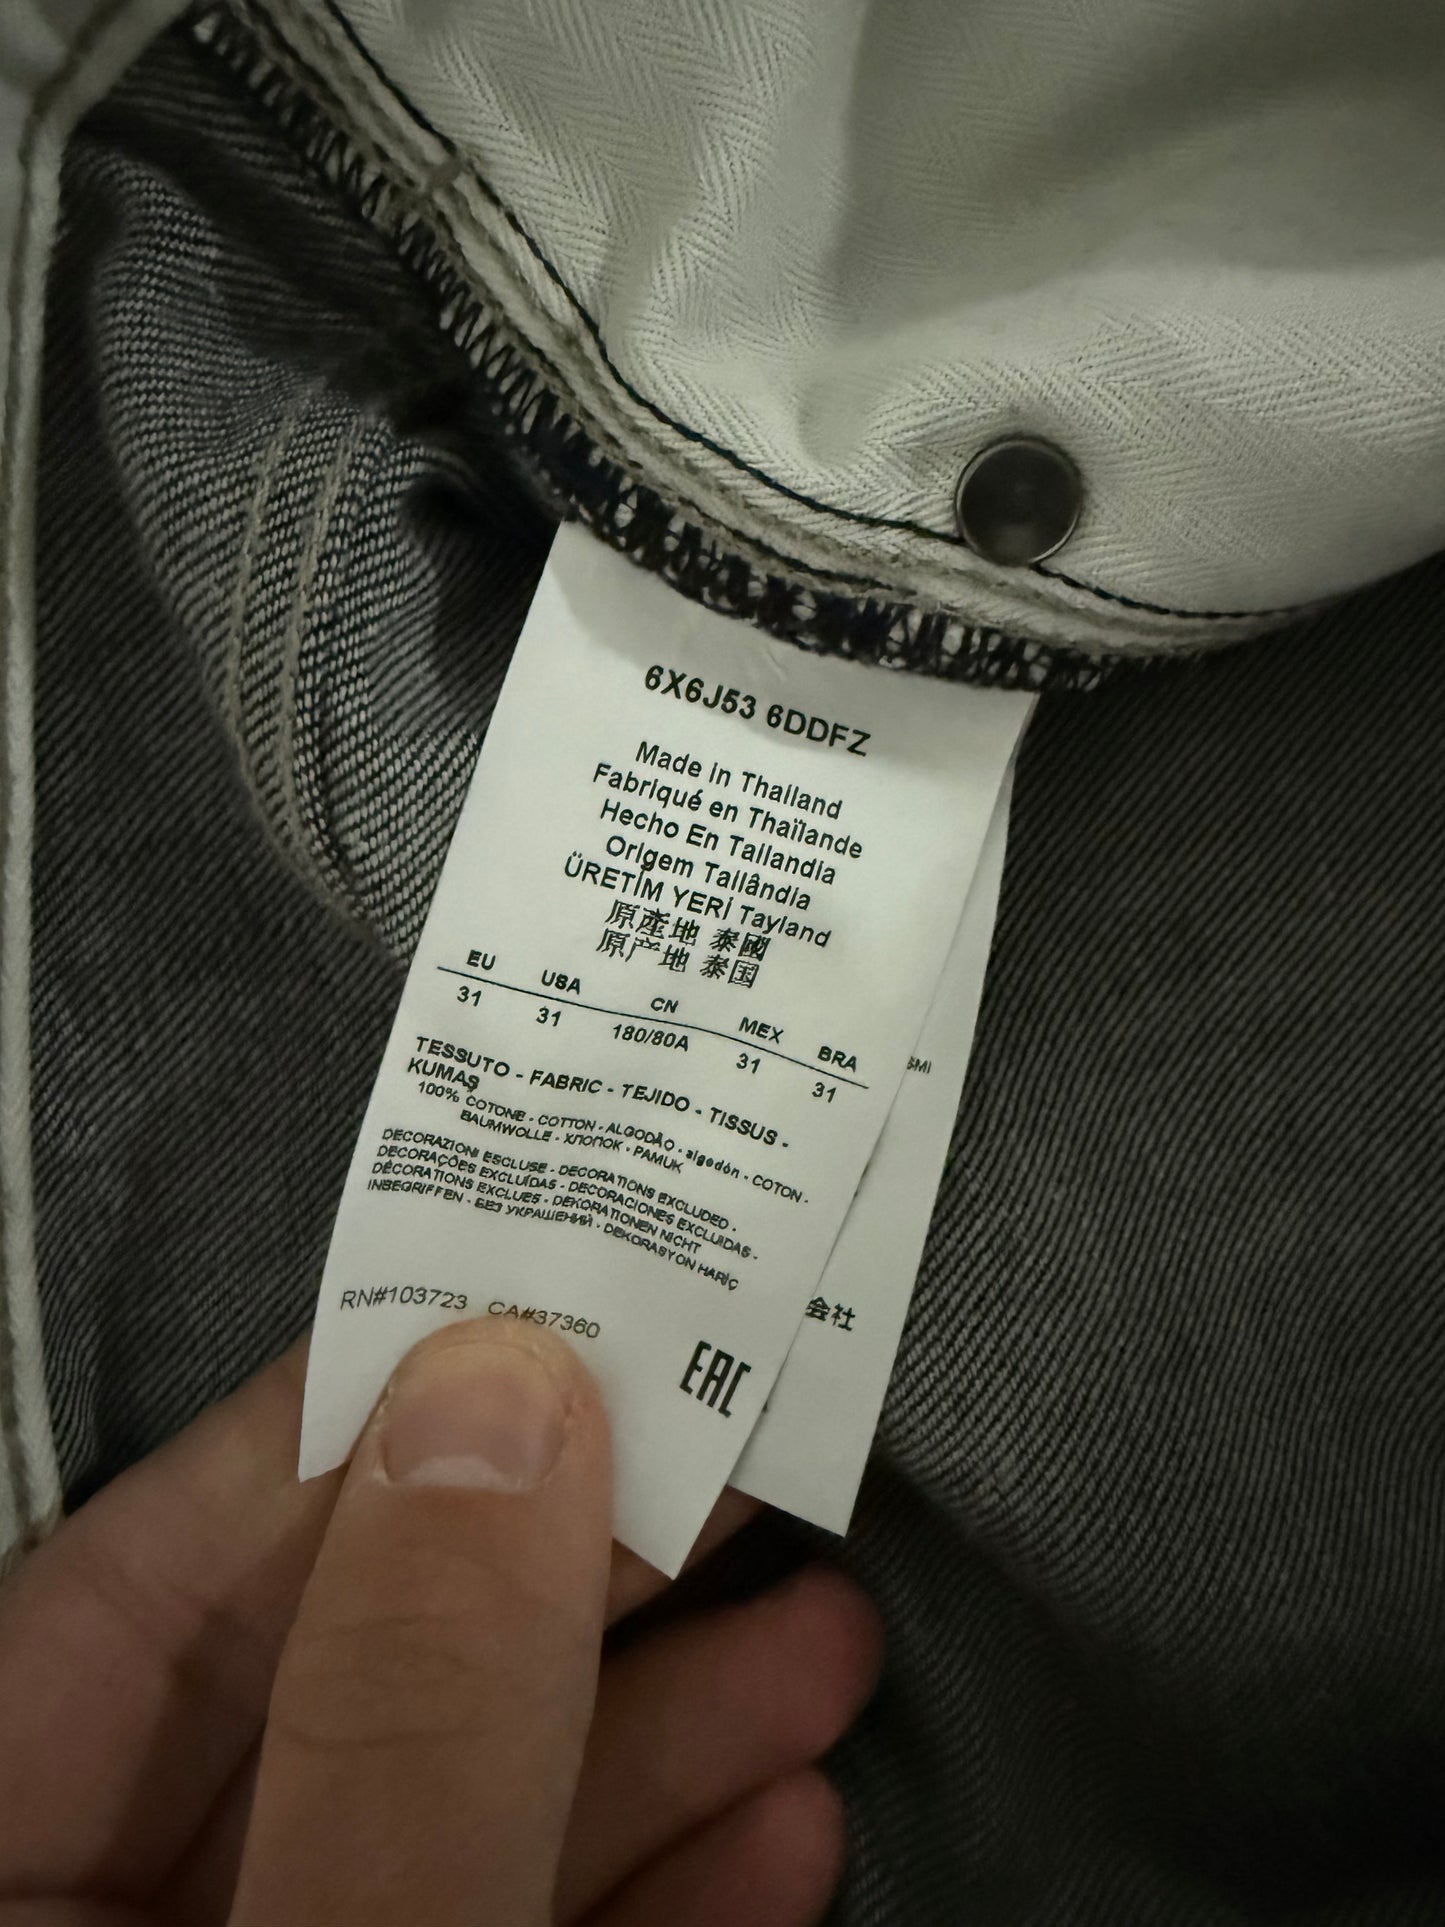 6X6J53 6DDFZ
Made in Thailand
Fabriqué en Thaïlande
Hecho En Tailandia
Origem Tailândia
ÜRETİM YERİ Tayland
原產地 泰國
原产地 泰国
EU USA CN MEX BRA
31 31 180/80A 31 31
TESSUTO - FABRIC - TEJIDO - TISSUS -
KUMAŞ
100% COTONE - COTTON - ALGODÃO - algodón - COTON -
BAUMWOLLE - ХЛОПОК - PAMUK
DECORAZIONI ESCLUSE - DECORATIONS EXCLUDED -
DECORAÇÕES EXCLUÍDAS - DECORACIONES EXCLUIDAS -
DÉCORATIONS EXCLUES - DEKORATIONEN NICHT
INBEGRIFFEN - БЕЗ УКРАШЕНИЙ - DEKORASYON HARİÇ
RN#103723 CA#37360
EAC
会社